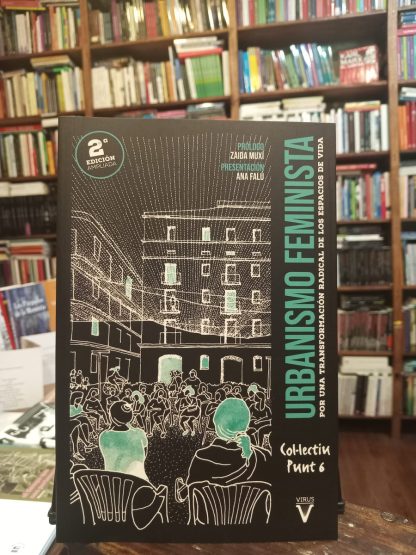 2ª
EDICIÓN
AMPLIADA
PRÓLOGO
ZAIDA MUXÍ
PRESENTACIÓN
ANA FALÚ
URBANISMO FEMINISTA
POR UNA TRANSFORMACIÓN RADICAL DE LOS ESPACIOS DE VIDA
Col·lectiu
Punt 6
VIRUS